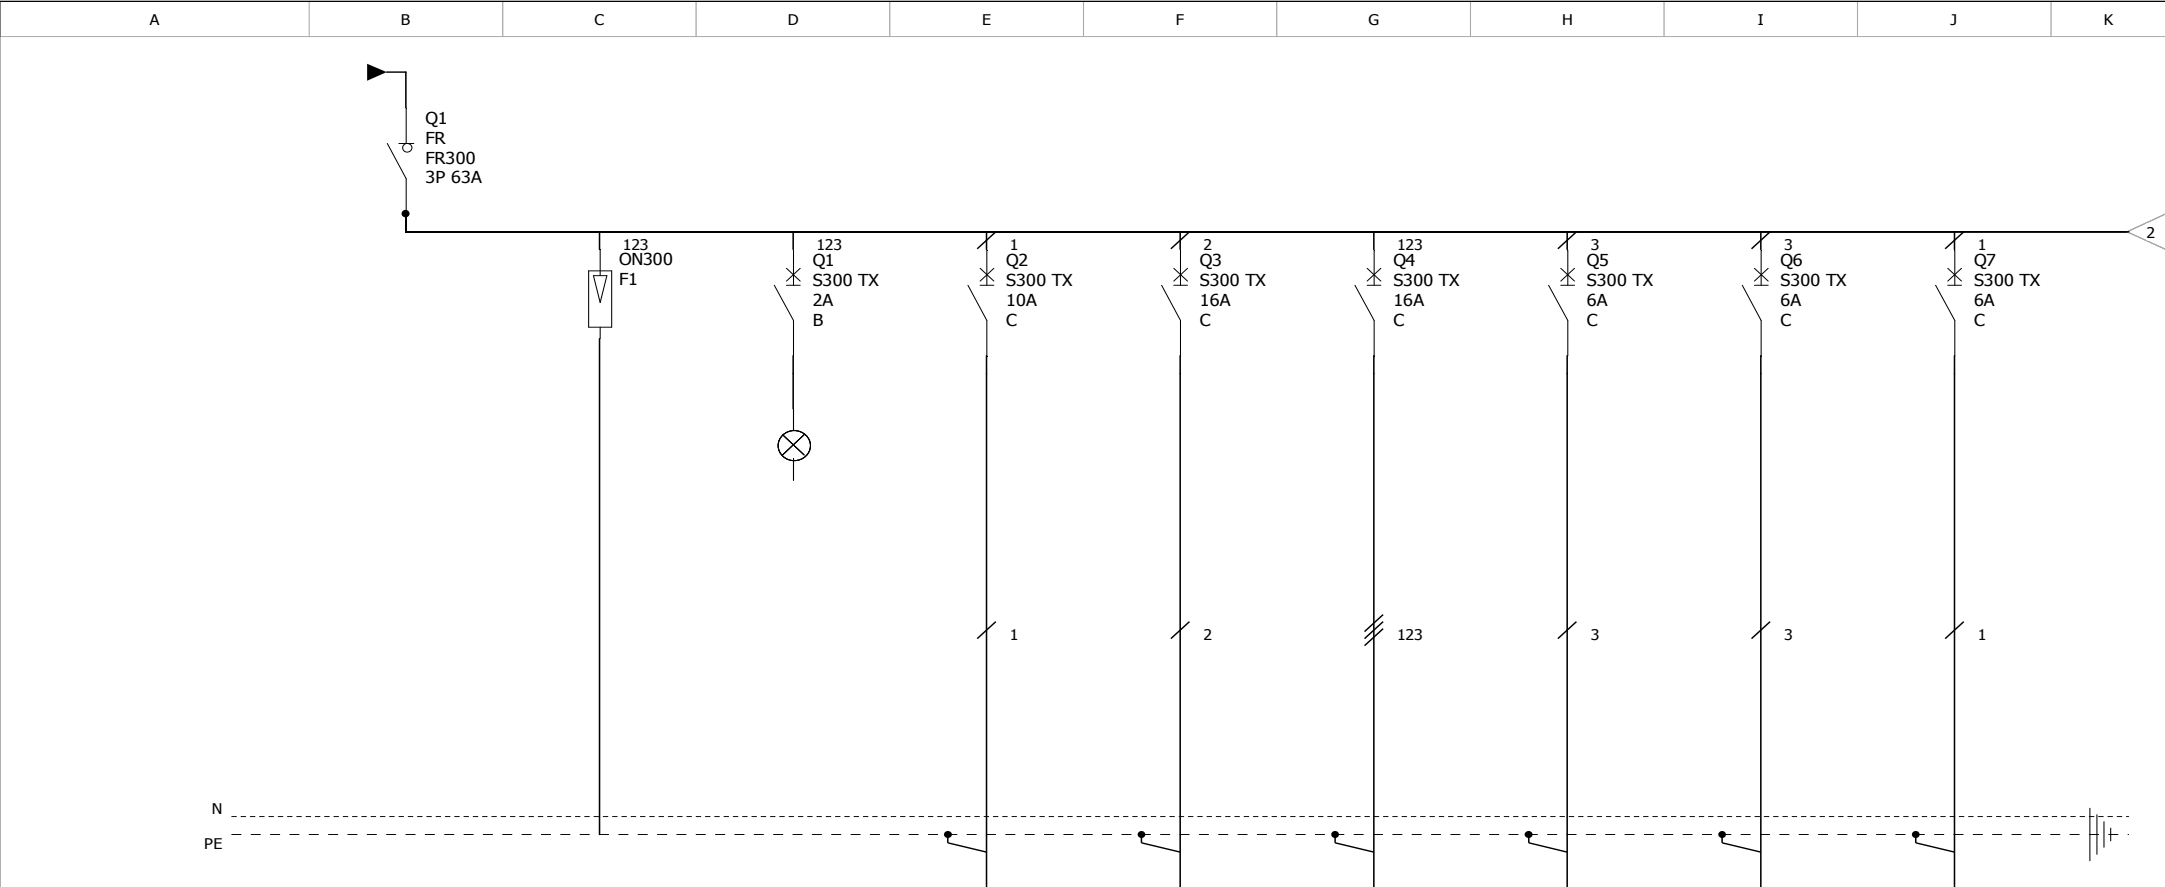 A
B
C
D
E
F
G
H
I
J
K
Q1
FR
FR300
3P 63A
2
123
ON300
F1
123
Q1
S300 TX
2A
B
1
Q2
S300 TX
10A
C
2
Q3
S300 TX
16A
C
123
Q4
S300 TX
16A
C
3
Q5
S300 TX
6A
C
3
Q6
S300 TX
6A
C
1
Q7
S300 TX
6A
C
1
2
123
3
3
1
N
PE